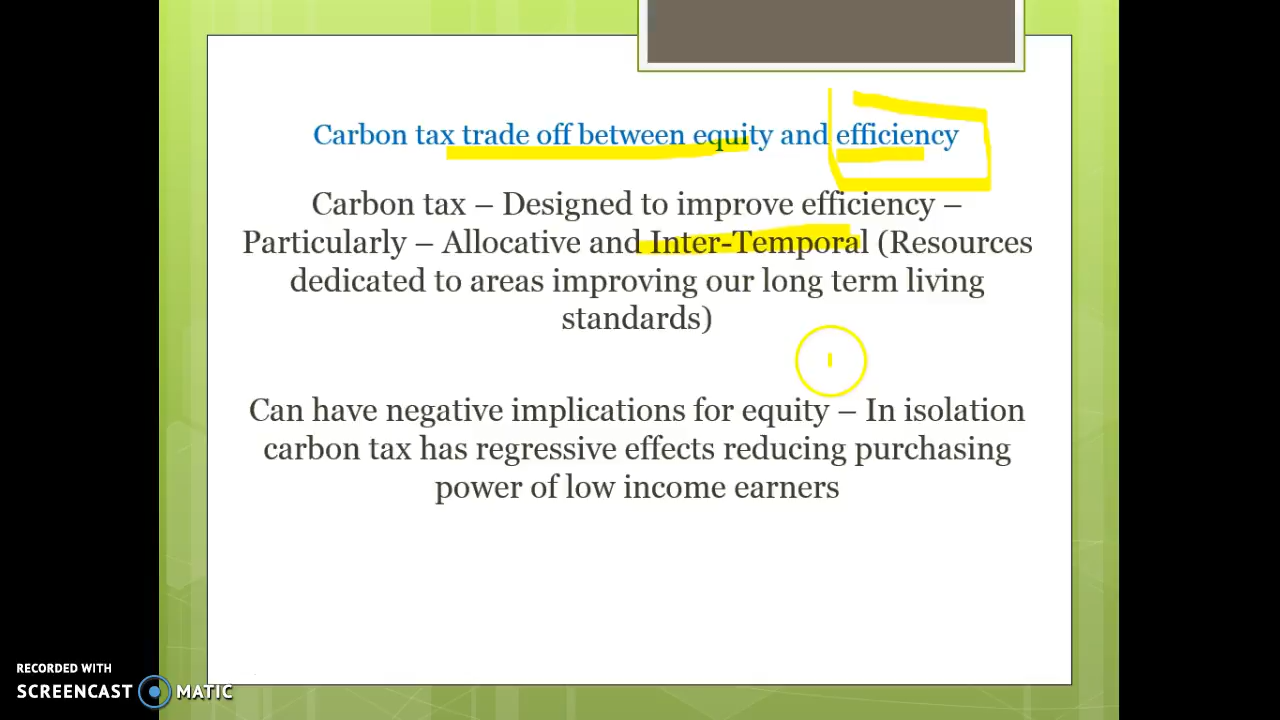 Carbon tax trade off between equity and efficiency
Carbon tax – Designed to improve efficiency –
Particularly – Allocative and Inter-Temporal (Resources
dedicated to areas improving our long term living
standards)
Can have negative implications for equity – In isolation
carbon tax has regressive effects reducing purchasing
power of low income earners
RECORDED WITH
SCREENCAST MATIC